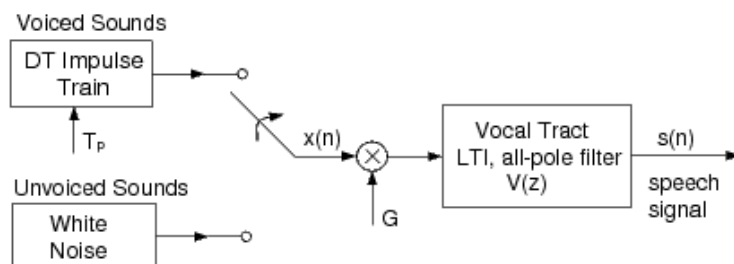 Voiced Sounds
DT Impulse
Train
T_P
x(n)
Vocal Tract
LTI, all-pole filter
V(z)
s(n)
speech
signal
G
Unvoiced Sounds
White
Noise